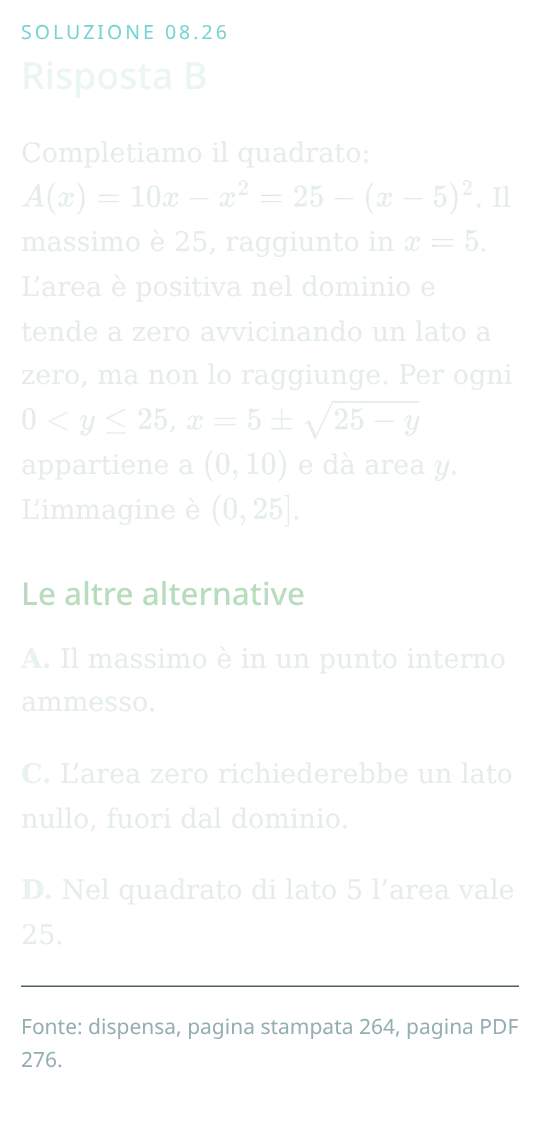 SOLUZIONE 08.26
Risposta B
Completiamo il quadrato:
A(x) = 10x − x² = 25 − (x − 5)². Il
massimo è 25, raggiunto in x = 5.
L’area è positiva nel dominio e
tende a zero avvicinando un lato a
zero, ma non lo raggiunge. Per ogni
0 < y ≤ 25, x = 5 ± √(25 − y)
appartiene a (0, 10) e dà area y.
L’immagine è (0, 25].
Le altre alternative
A. Il massimo è in un punto interno
ammesso.
C. L’area zero richiederebbe un lato
nullo, fuori dal dominio.
D. Nel quadrato di lato 5 l’area vale
25.
Fonte: dispensa, pagina stampata 264, pagina PDF
276.